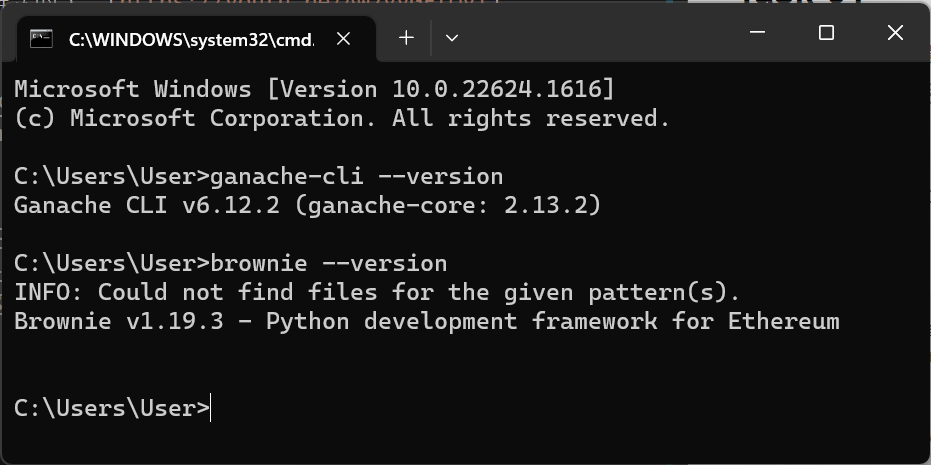 C:\WINDOWS\system32\cmd.
Microsoft Windows [Version 10.0.22624.1616]
(c) Microsoft Corporation. All rights reserved.
C:\Users\User>ganache-cli --version
Ganache CLI v6.12.2 (ganache-core: 2.13.2)
C:\Users\User>brownie --version
INFO: Could not find files for the given pattern(s).
Brownie v1.19.3 - Python development framework for Ethereum
C:\Users\User>